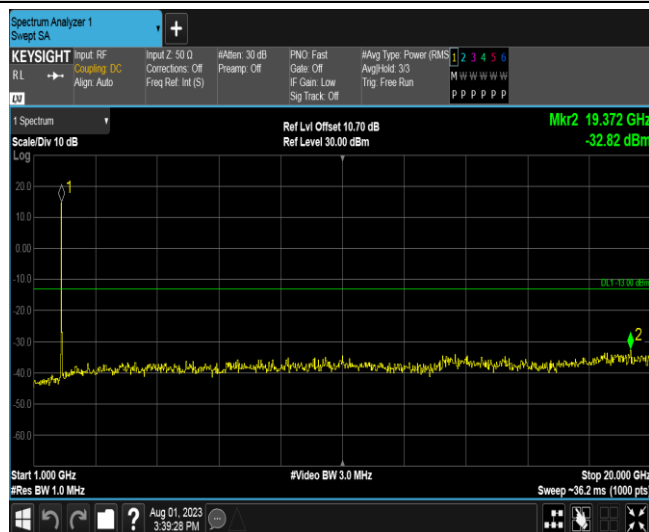 Spectrum Analyzer 1
Swept SA
KEYSIGHT
RL
LXI
Input: RF
Coupling: DC
Align: Auto
Input Z: 50 Ω
Corrections: Off
Freq Ref: Int (S)
#Atten: 30 dB
Preamp: Off
PNO: Fast
Gate: Off
IF Gain: Low
Sig Track: Off
#Avg Type: Power (RMS
Avg|Hold: 3/3
Trig: Free Run
1 2 3 4 5 6
M W W W W W
P P P P P P
1 Spectrum
Scale/Div 10 dB
Log
Ref Lvl Offset 10.70 dB
Ref Level 30.00 dBm
Mkr2 19.372 GHz
-32.82 dBm
20.0
1
10.0
0.00
-10.0
DL1 -13.00 dBm
-20.0
-30.0
2
-40.0
-50.0
-60.0
Start 1.000 GHz
#Video BW 3.0 MHz
Stop 20.000 GHz
#Res BW 1.0 MHz
Sweep ~36.2 ms (1000 pts)
?
Aug 01, 2023
3:39:28 PM